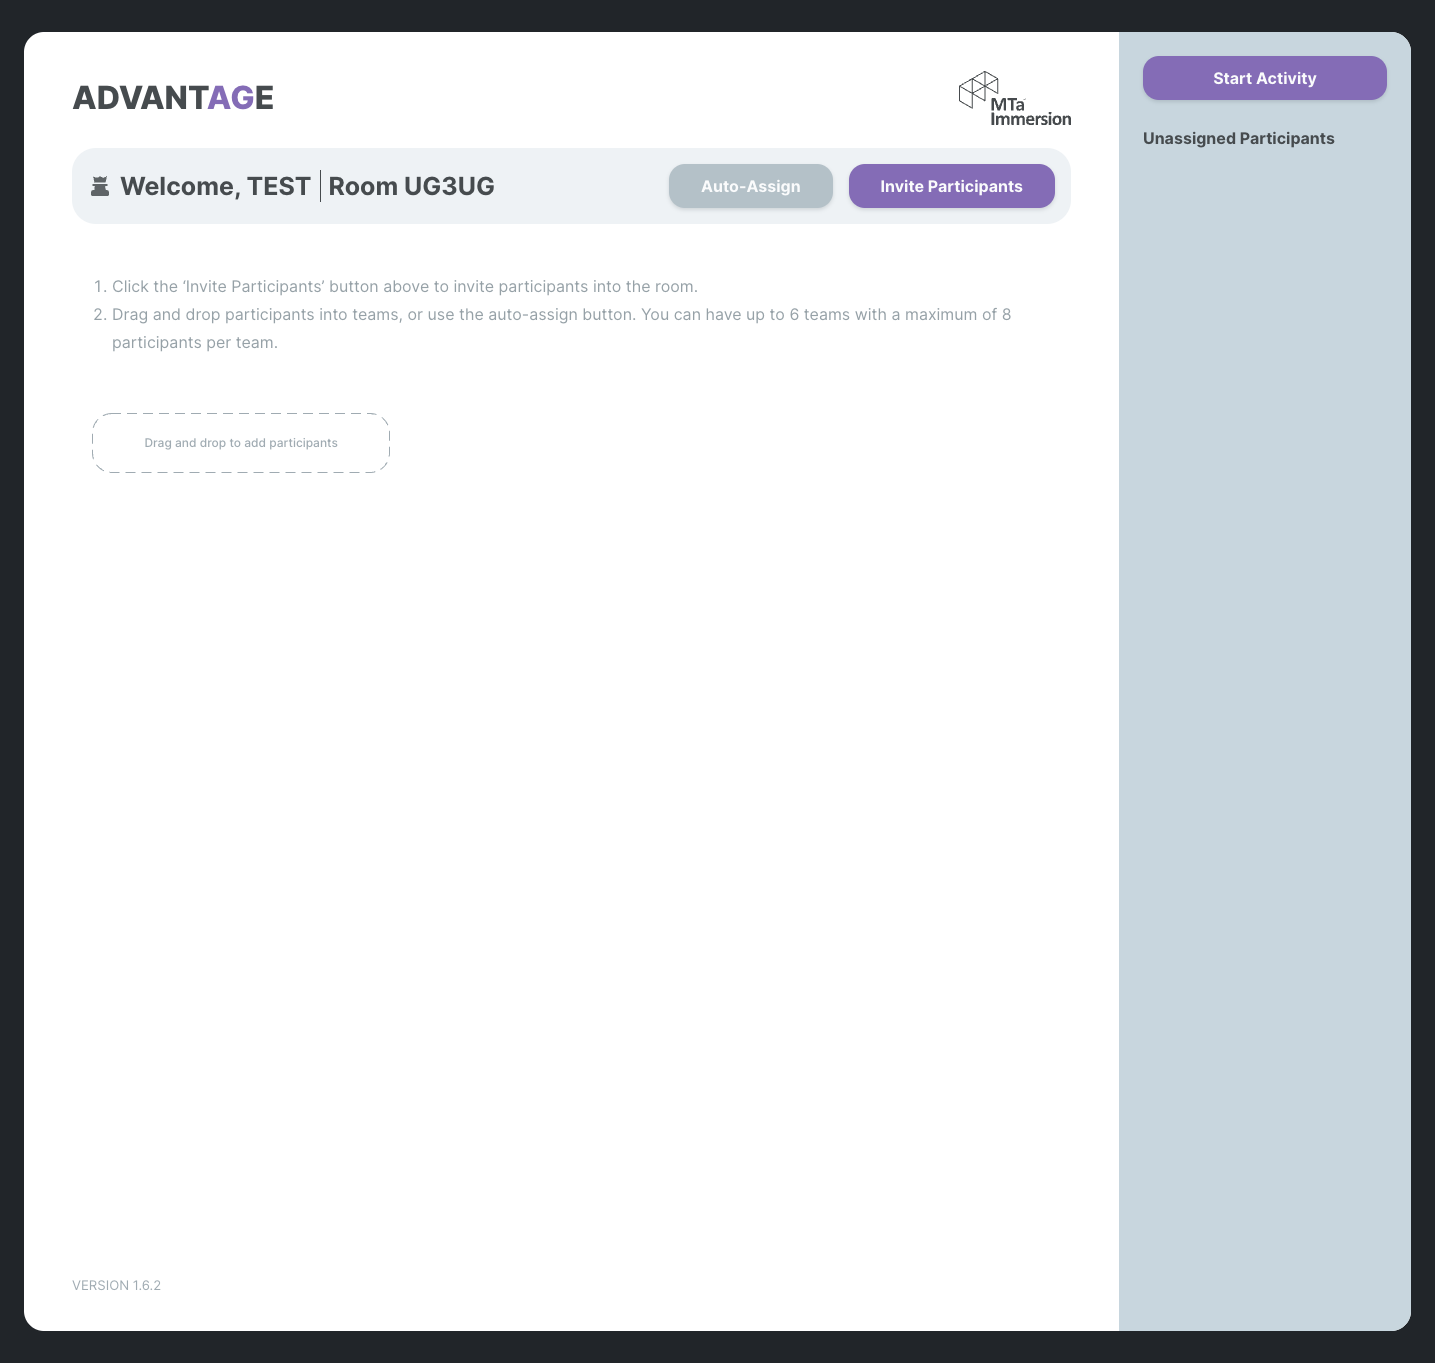 ADVANTAGE
MTa
Immersion
Welcome, TEST | Room UG3UG
Auto-Assign
Invite Participants
1. Click the ‘Invite Participants’ button above to invite participants into the room.
2. Drag and drop participants into teams, or use the auto-assign button. You can have up to 6 teams with a maximum of 8
participants per team.
Drag and drop to add participants
VERSION 1.6.2
Start Activity
Unassigned Participants